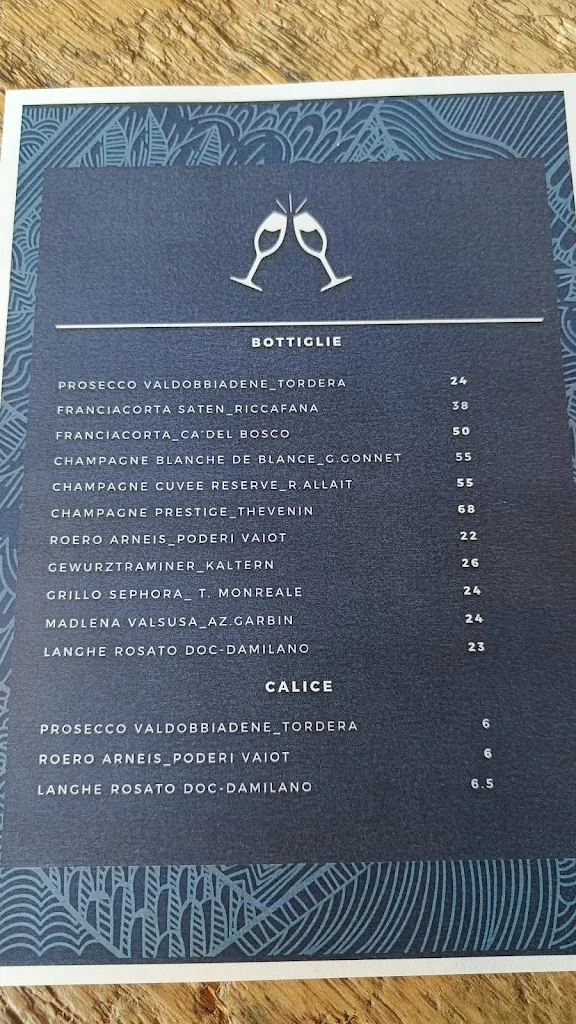 BOTTIGLIE
PROSECCO VALDOBBIADENE_TORDERA 24
FRANCIACORTA SATEN_RICCAFANA 38
FRANCIACORTA_CA'DEL BOSCO 50
CHAMPAGNE BLANCHE DE BLANCE_G.GONNET 55
CHAMPAGNE CUVEE RESERVE_R.ALLAIT 55
CHAMPAGNE PRESTIGE_THEVENIN 68
ROERO ARNEIS_PODERI VAIOT 22
GEWURZTRAMINER_KALTERN 26
GRILLO SEPHORA_ T. MONREALE 24
MADLENA VALSUSA_AZ.GARBIN 24
LANGHE ROSATO DOC-DAMILANO 23
CALICE
PROSECCO VALDOBBIADENE_TORDERA 6
ROERO ARNEIS_PODERI VAIOT 6
LANGHE ROSATO DOC-DAMILANO 6.5